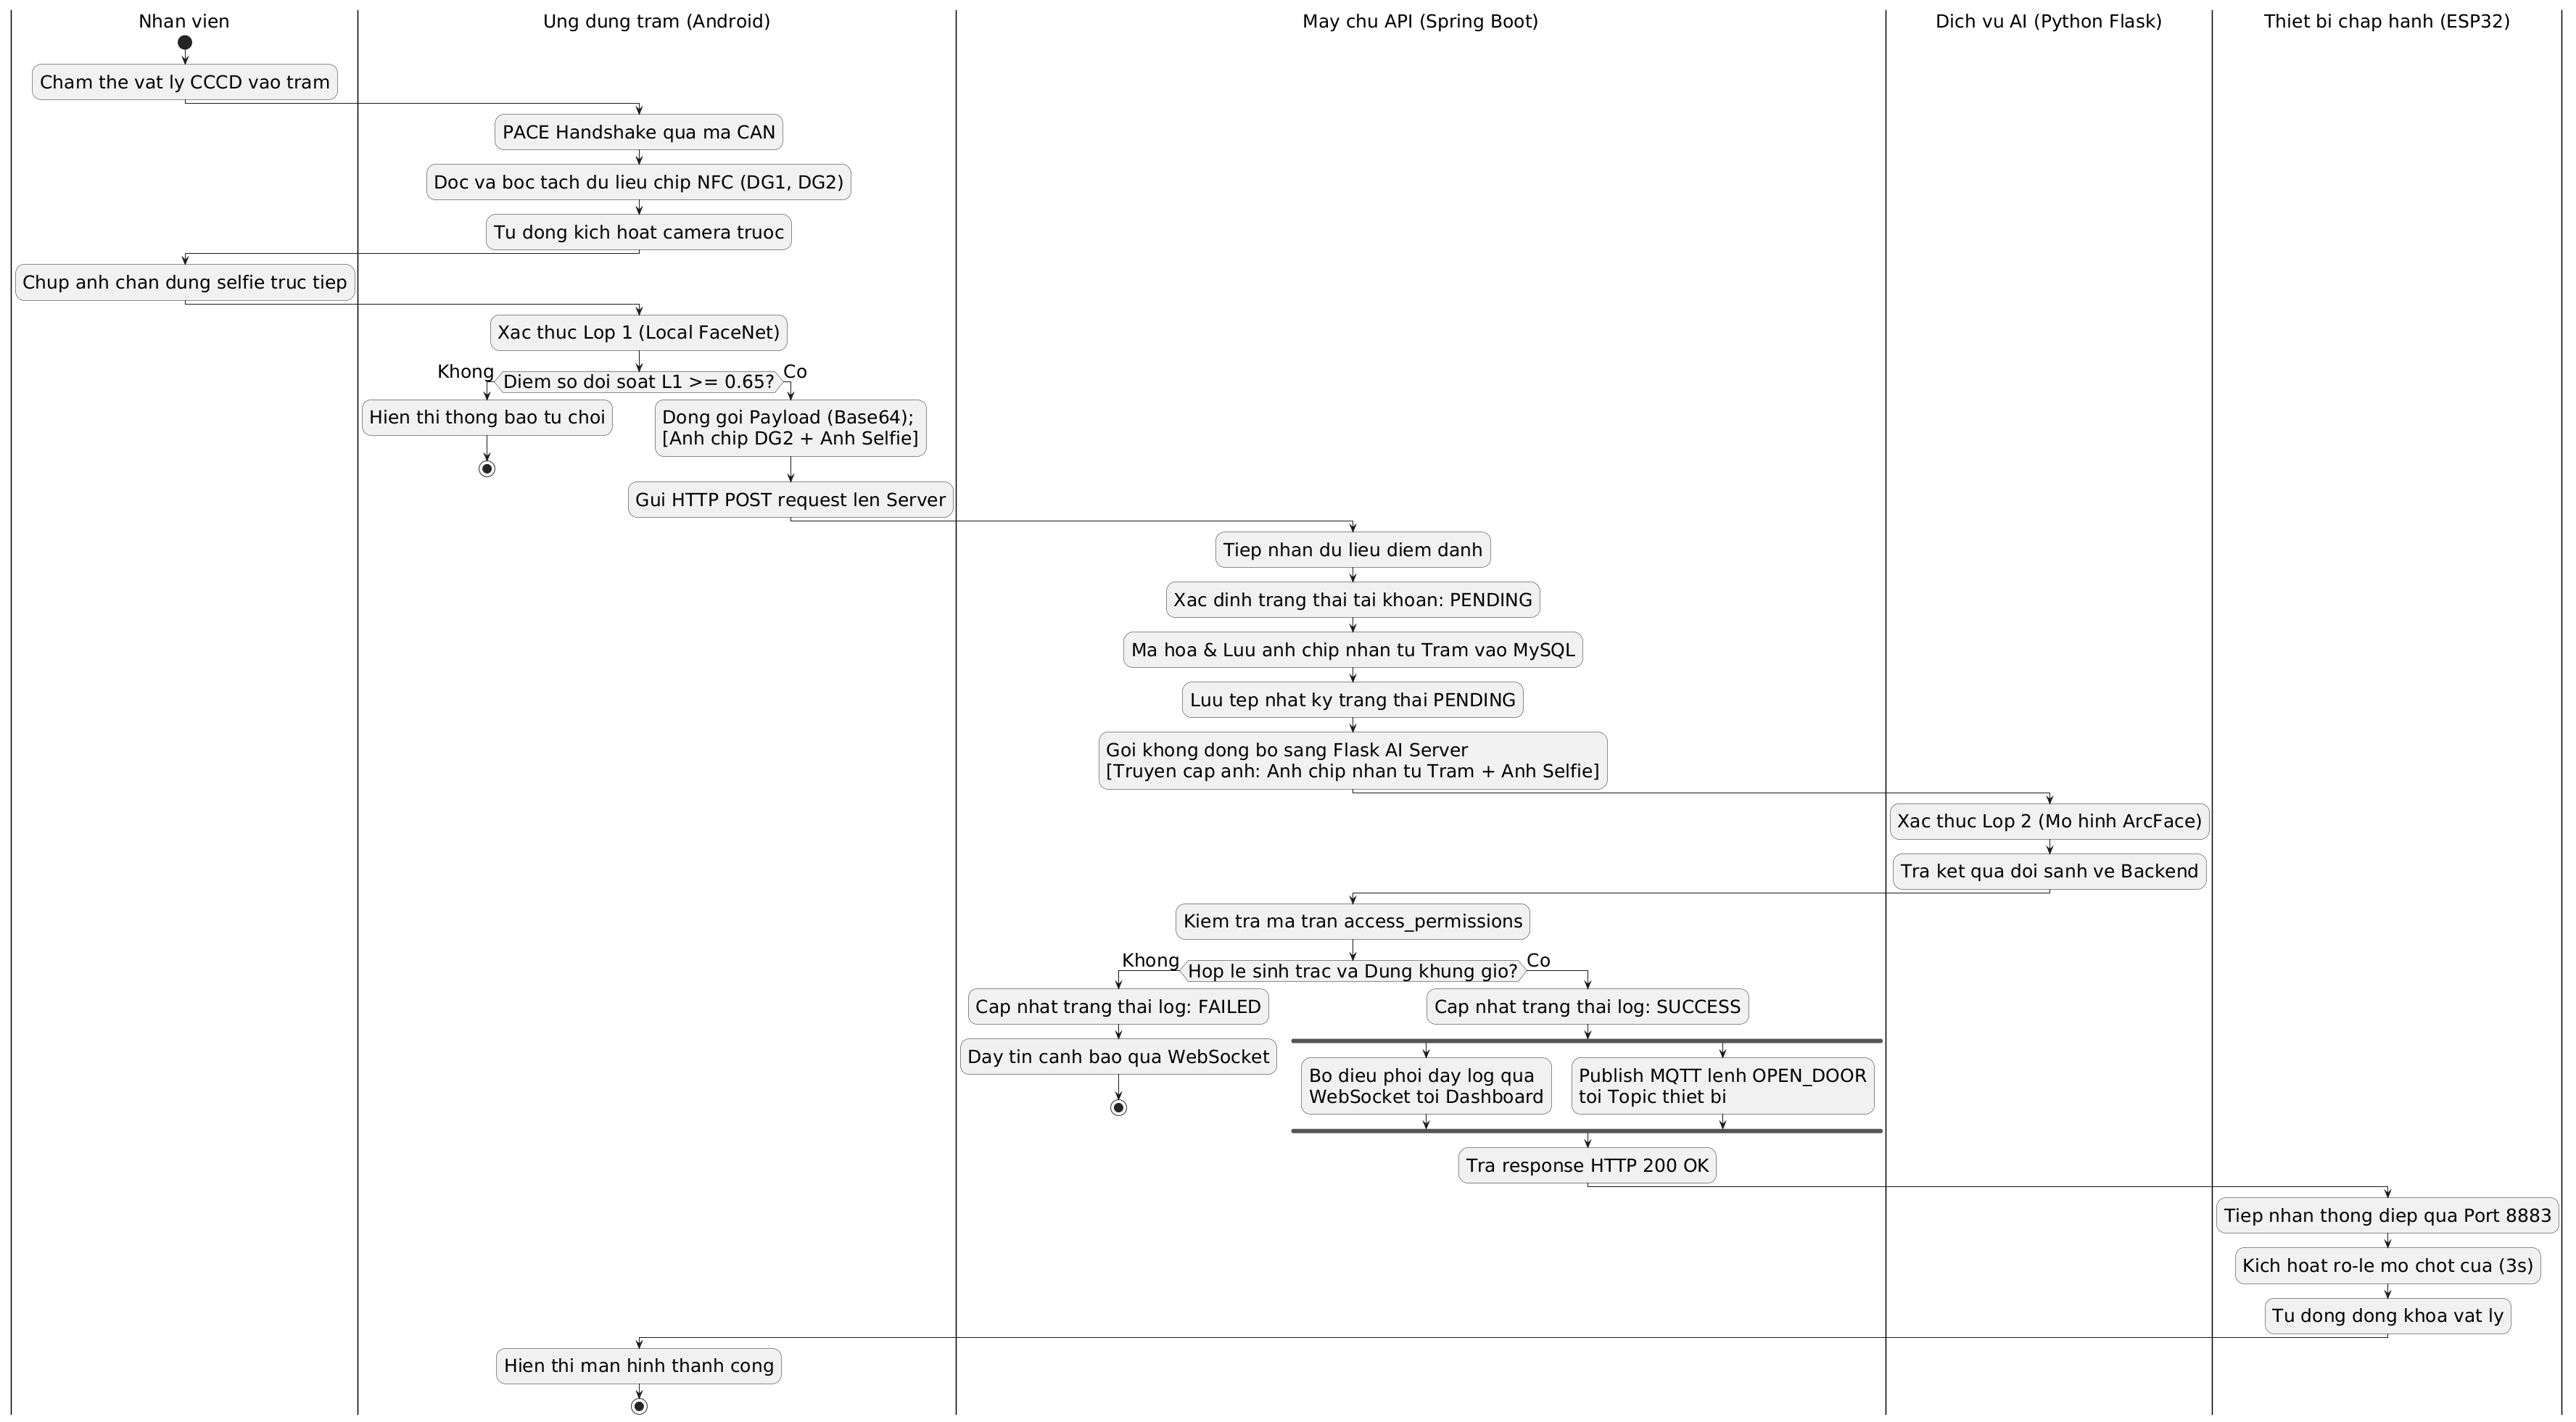 Nhan vien
Ung dung tram (Android)
May chu API (Spring Boot)
Dich vu AI (Python Flask)
Thiet bi chap hanh (ESP32)
Cham the vat ly CCCD vao tram
PACE Handshake qua ma CAN
Doc va boc tach du lieu chip NFC (DG1, DG2)
Tu dong kich hoat camera truoc
Chup anh chan dung selfie truc tiep
Xac thuc Lop 1 (Local FaceNet)
Khong
Diem so doi soat L1 >= 0.65?
Co
Hien thi thong bao tu choi
Dong goi Payload (Base64);
[Anh chip DG2 + Anh Selfie]
Gui HTTP POST request len Server
Tiep nhan du lieu diem danh
Xac dinh trang thai tai khoan: PENDING
Ma hoa & Luu anh chip nhan tu Tram vao MySQL
Luu tep nhat ky trang thai PENDING
Goi khong dong bo sang Flask AI Server
[Truyen cap anh: Anh chip nhan tu Tram + Anh Selfie]
Xac thuc Lop 2 (Mo hinh ArcFace)
Tra ket qua doi sanh ve Backend
Kiem tra ma tran access_permissions
Khong
Hop le sinh trac va Dung khung gio?
Co
Cap nhat trang thai log: FAILED
Cap nhat trang thai log: SUCCESS
Day tin canh bao qua WebSocket
Bo dieu phoi day log qua
WebSocket toi Dashboard
Publish MQTT lenh OPEN_DOOR
toi Topic thiet bi
Tra response HTTP 200 OK
Tiep nhan thong diep qua Port 8883
Kich hoat ro-le mo chot cua (3s)
Tu dong dong khoa vat ly
Hien thi man hinh thanh cong